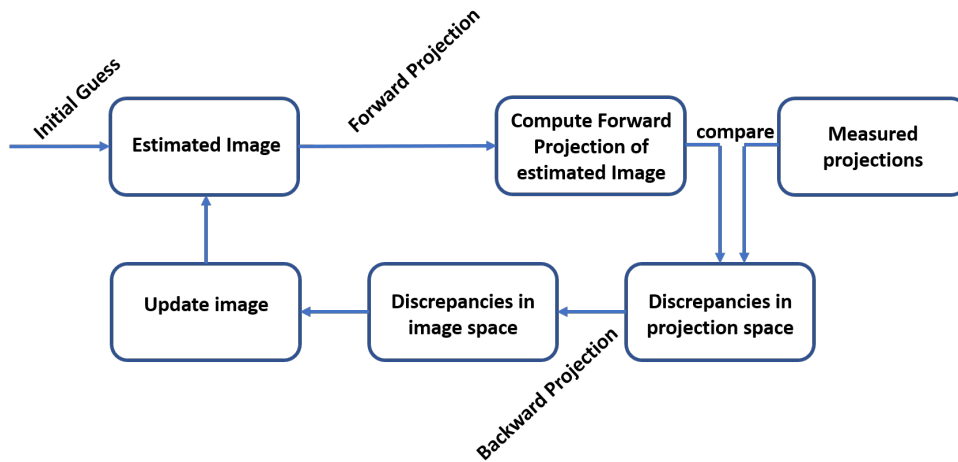 Initial Guess
Estimated Image
Forward Projection
Compute Forward
Projection of
estimated Image
compare
Measured
projections
Update image
Discrepancies in
image space
Backward Projection
Discrepancies in
projection space